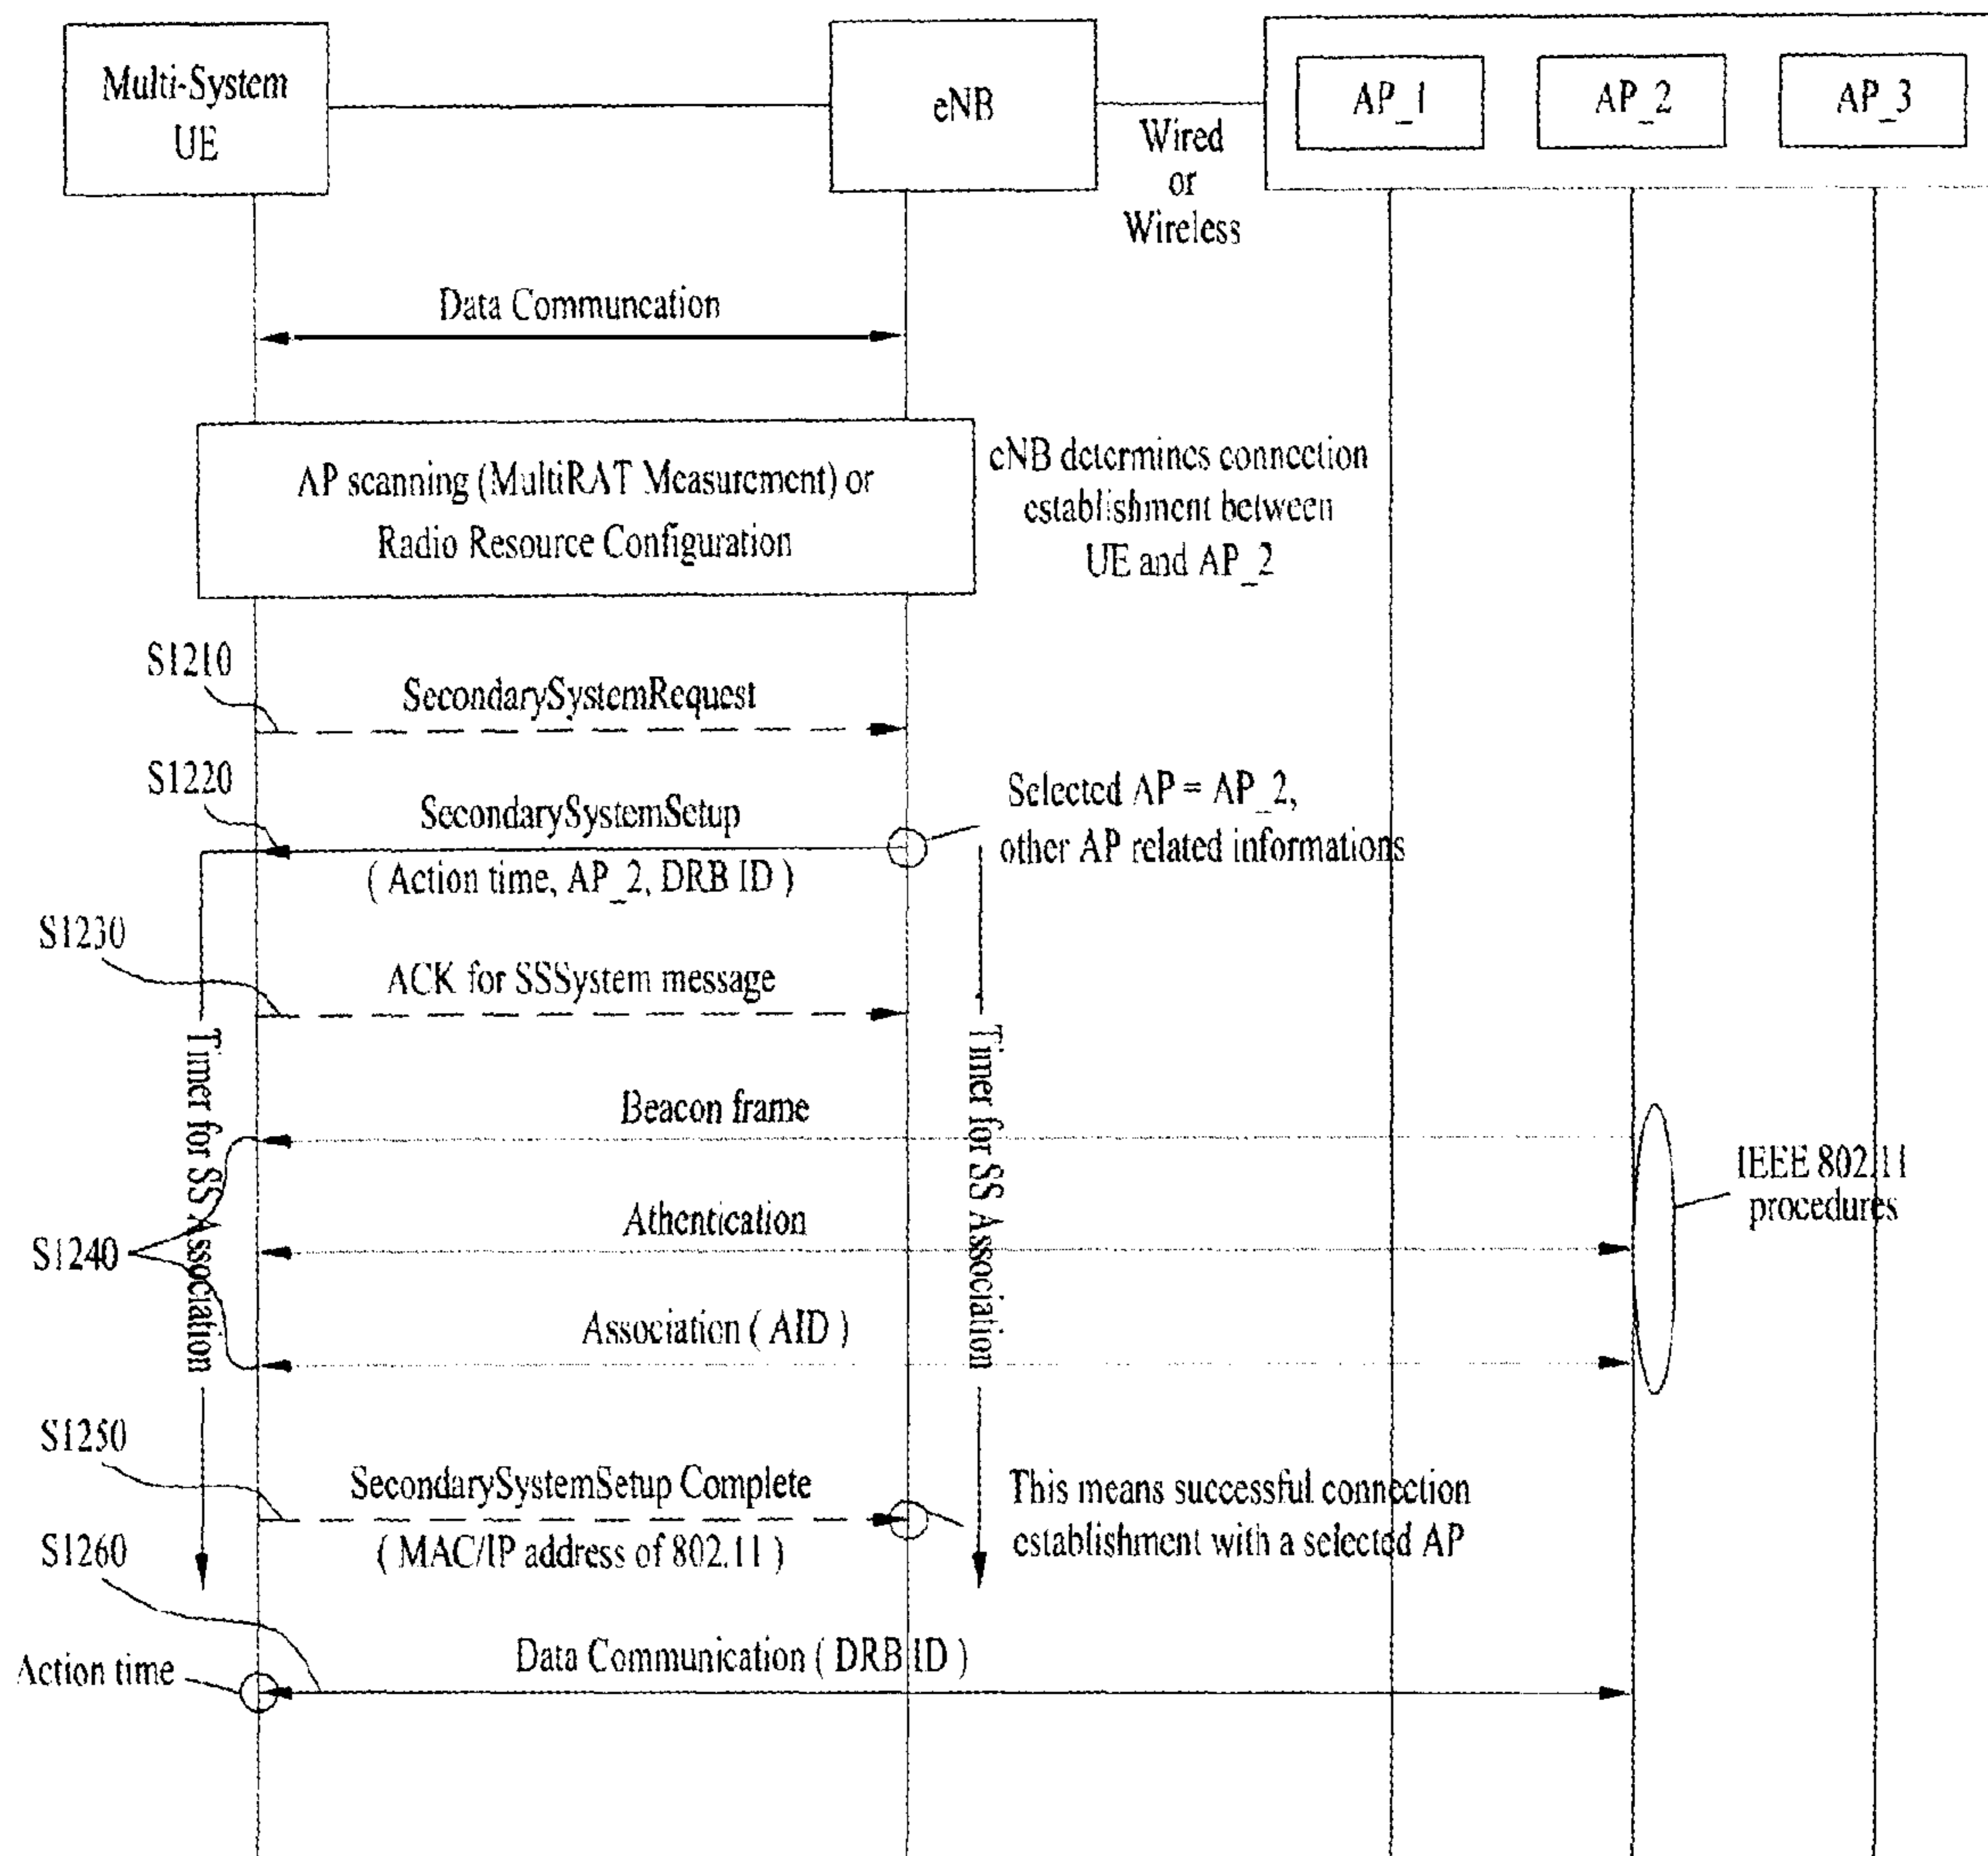 Multi-System
UE
eNB
Wired
or
Wireless
AP_1
AP_2
AP_3
Data Communcation
AP scanning (MultiRAT Measurement) or
Radio Resource Configuration
eNB determines connection
establishment between
UE and AP_2
S1210
SecondarySystemRequest
S1220
SecondarySystemSetup
( Action time, AP_2, DRB ID )
Selected AP = AP_2,
other AP related informations
S1230
ACK for SSSystem message
Timer for SS Association
Timer for SS Association
Beacon frame
Athentication
Association ( AID )
S1240
IEEE 802.11
procedures
S1250
SecondarySystemSetup Complete
( MAC/IP address of 802.11 )
This means successful connection
establishment with a selected AP
S1260
Data Communication ( DRB ID )
Action time